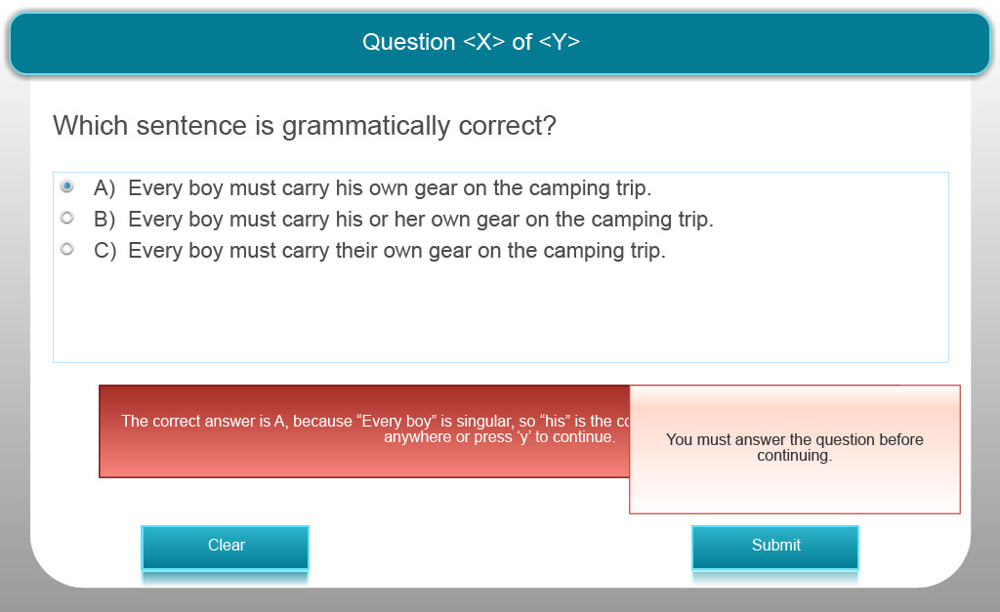 Question <X> of <Y>
Which sentence is grammatically correct?
A) Every boy must carry his own gear on the camping trip.
B) Every boy must carry his or her own gear on the camping trip.
C) Every boy must carry their own gear on the camping trip.
The correct answer is A, because “Every boy” is singular, so “his” is the
anywhere or press ‘y’ to continue.
You must answer the question before
continuing.
Clear
Submit